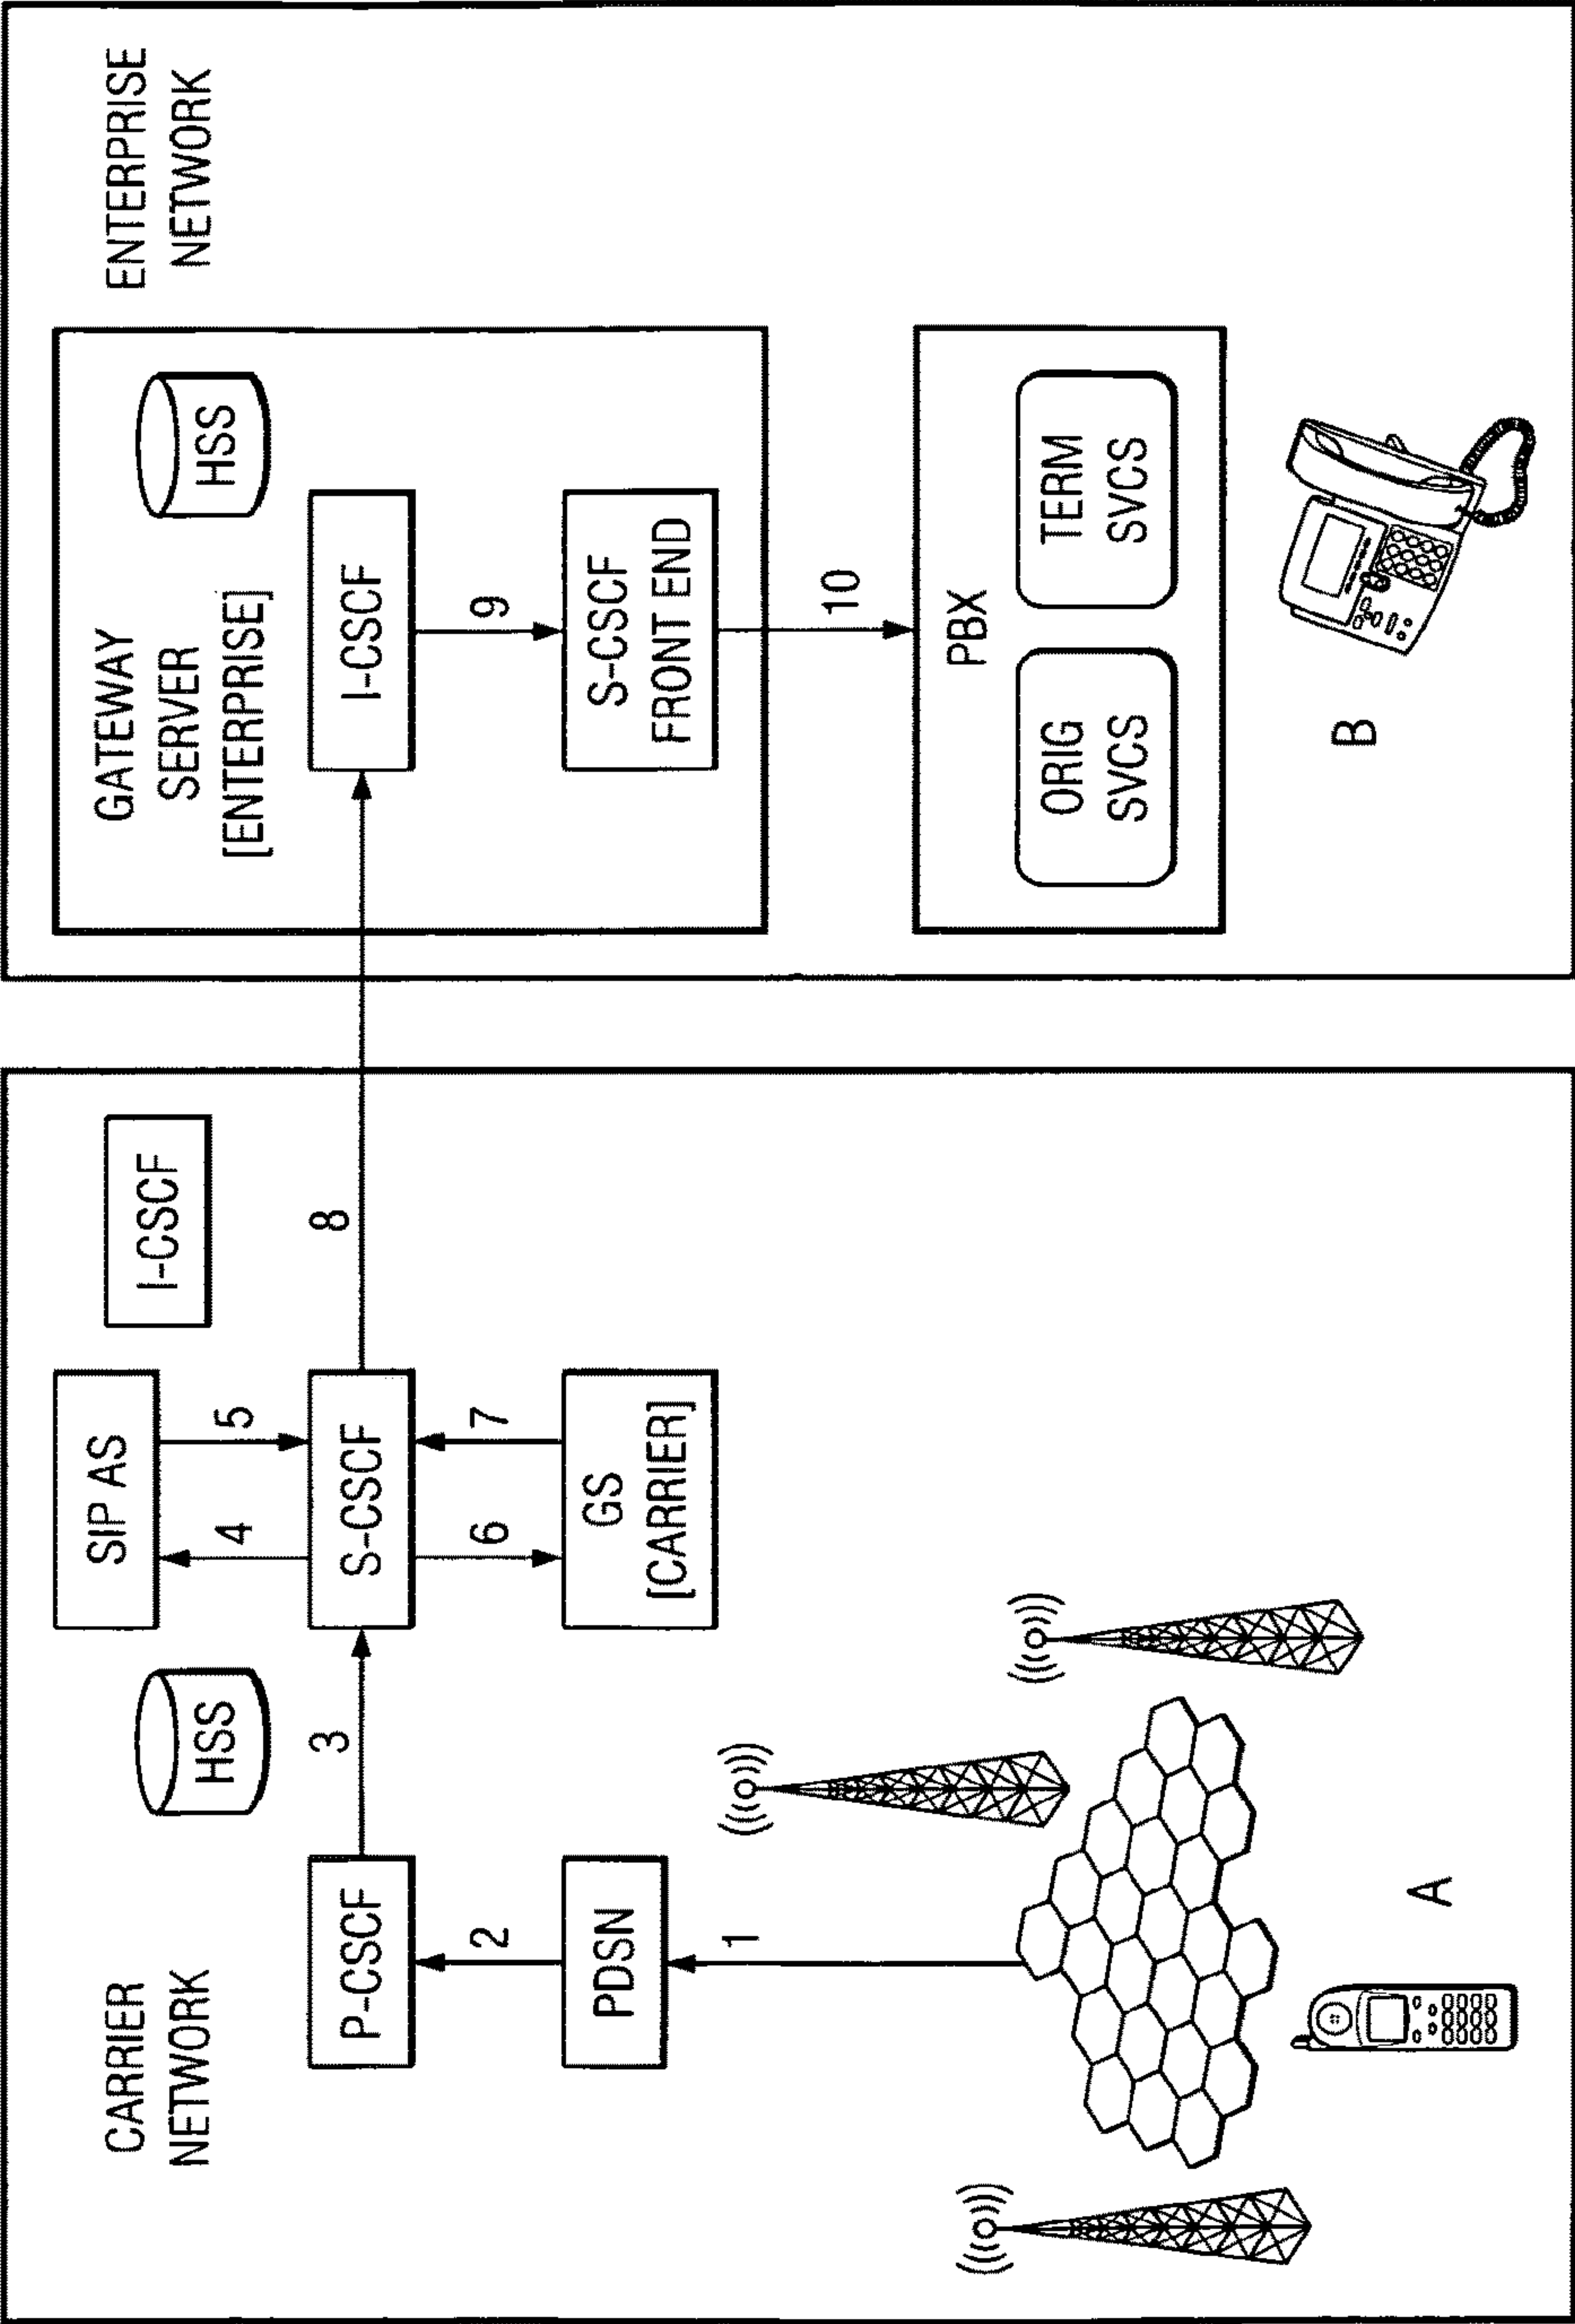 CARRIER
NETWORK
HSS
SIP AS
I-CSCF
4
5
P-CSCF
3
S-CSCF
8
2
6
7
PDSN
GS
[CARRIER]
1
A
ENTERPRISE
NETWORK
GATEWAY
SERVER
[ENTERPRISE]
HSS
I-CSCF
9
S-CSCF
FRONT END
10
PBX
ORIG
SVCS
TERM
SVCS
B